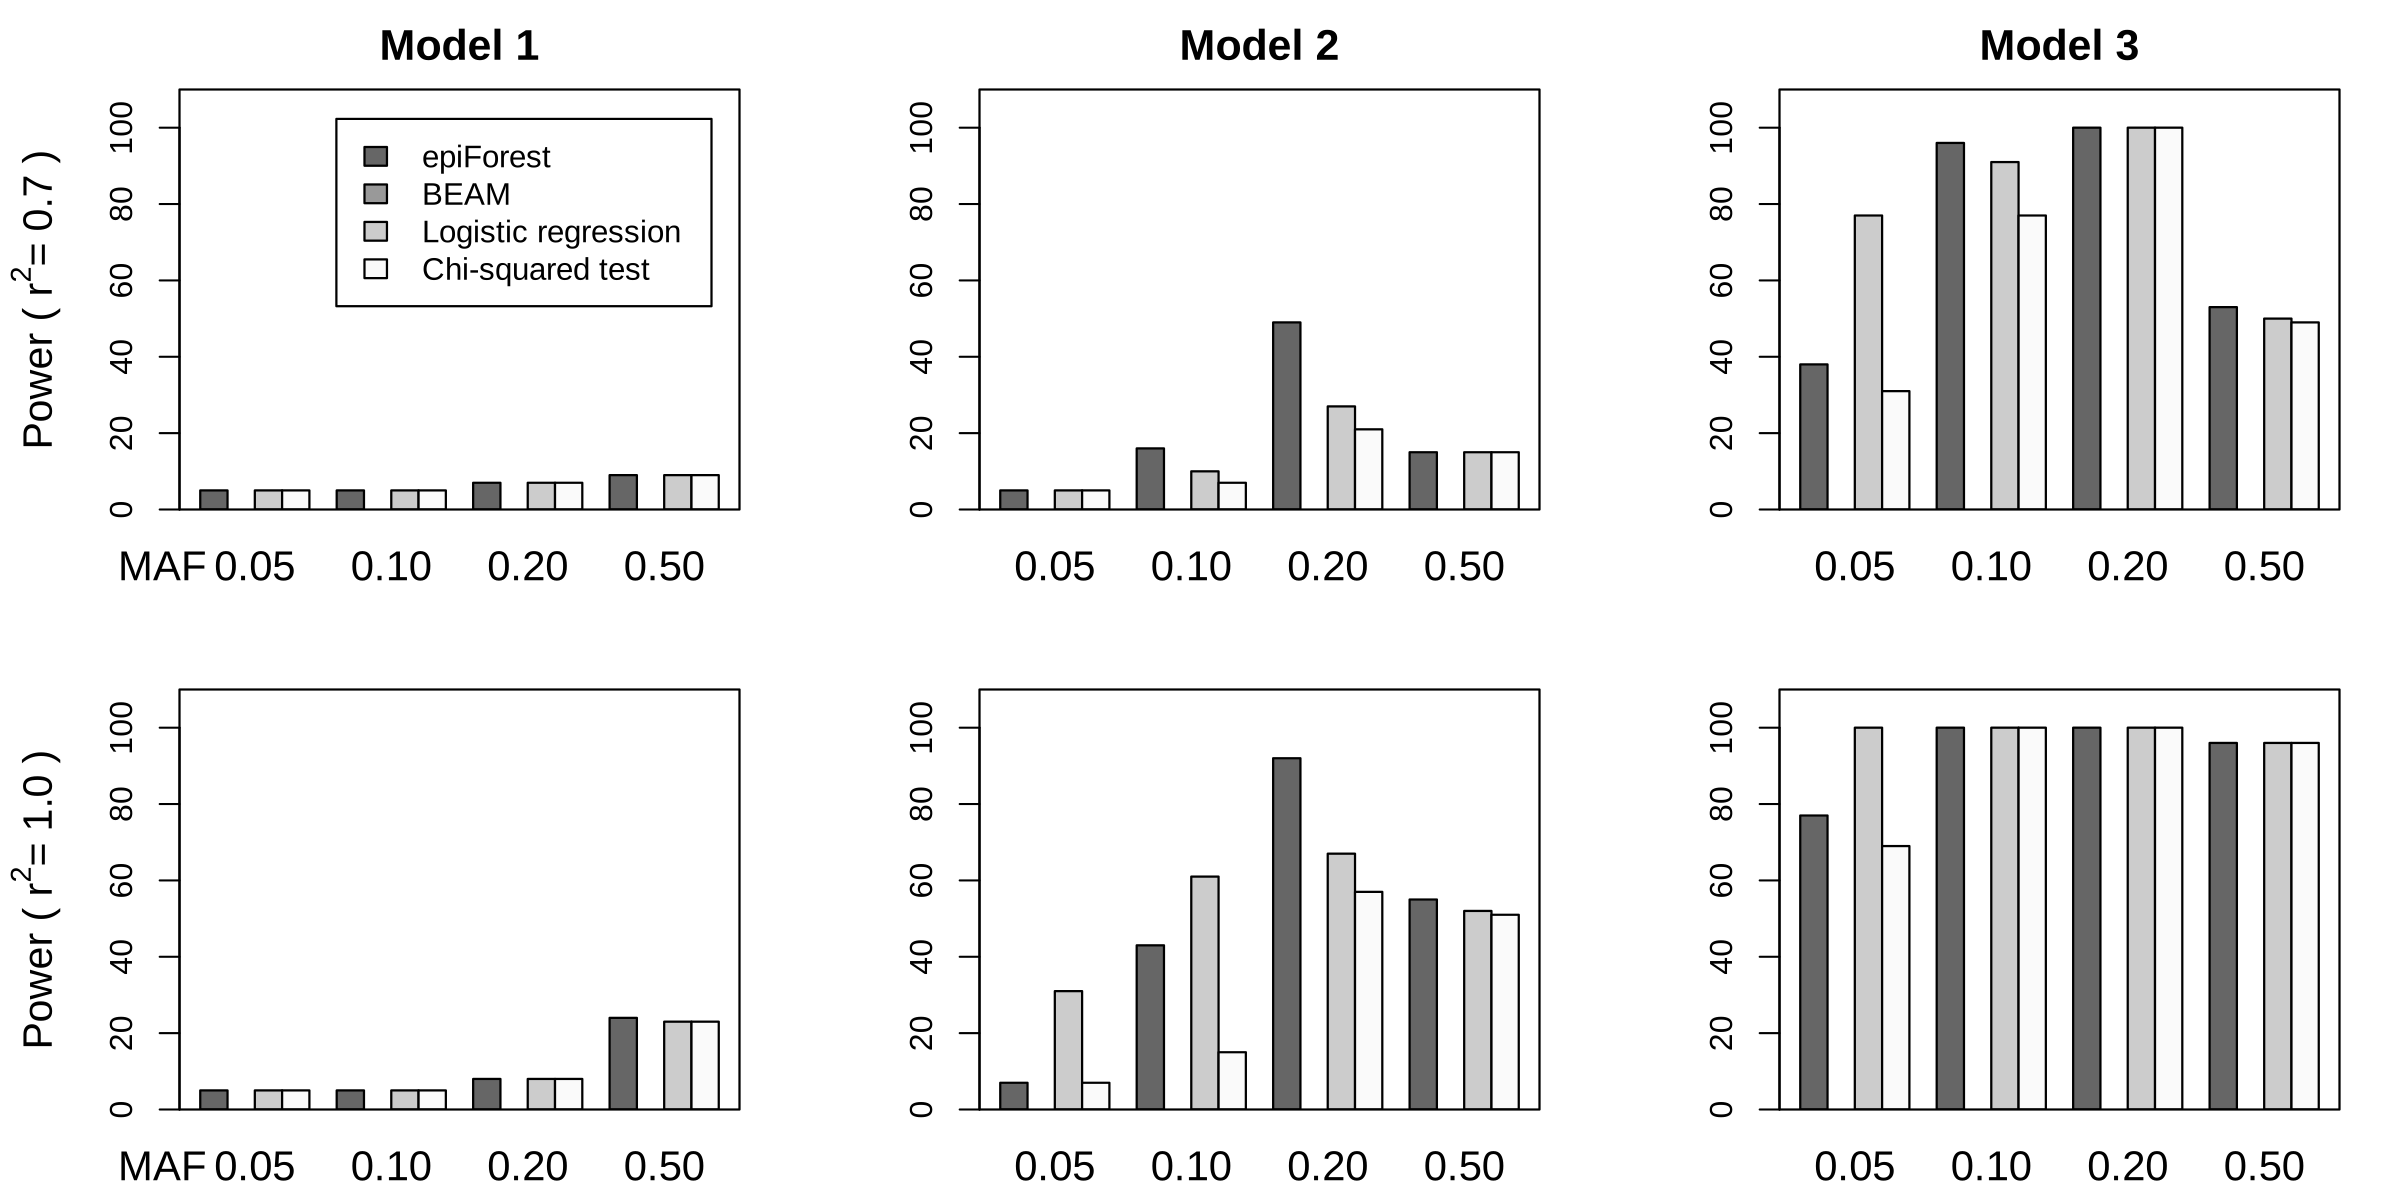 Model 1
Model 2
Model 3
Power ( r² = 0.7 )
100
80
60
40
20
0
epiForest
BEAM
Logistic regression
Chi-squared test
MAF 0.05 0.10 0.20 0.50
100
80
60
40
20
0
0.05 0.10 0.20 0.50
100
80
60
40
20
0
0.05 0.10 0.20 0.50
Power ( r² = 1.0 )
100
80
60
40
20
0
MAF 0.05 0.10 0.20 0.50
100
80
60
40
20
0
0.05 0.10 0.20 0.50
100
80
60
40
20
0
0.05 0.10 0.20 0.50